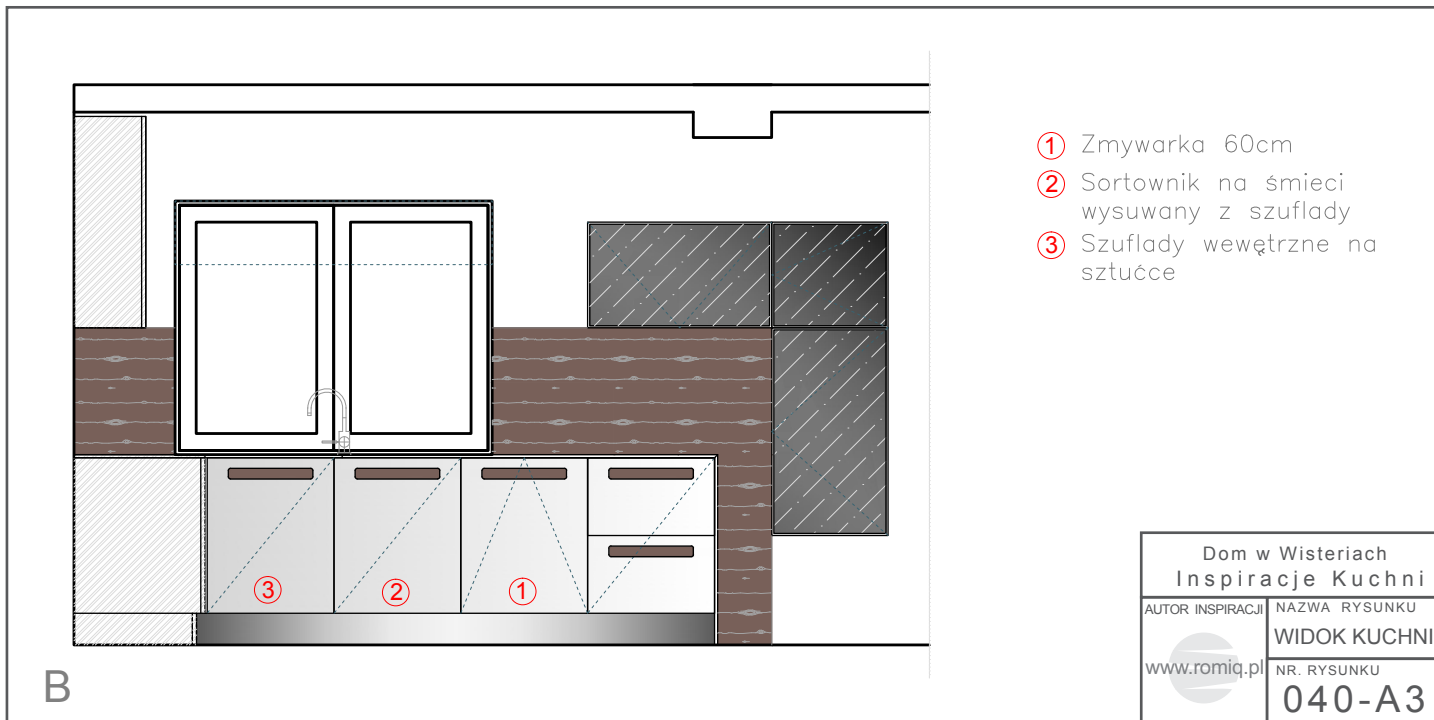 1 Zmywarka 60cm
2 Sortownik na śmieci
wysuwany z szuflady
3 Szuflady wewętrzne na
sztućce
3
2
1
B
Dom w Wisteriach
Inspiracje Kuchni
AUTOR INSPIRACJI
www.romiq.pl
NAZWA RYSUNKU
WIDOK KUCHNI
NR. RYSUNKU
040-A3